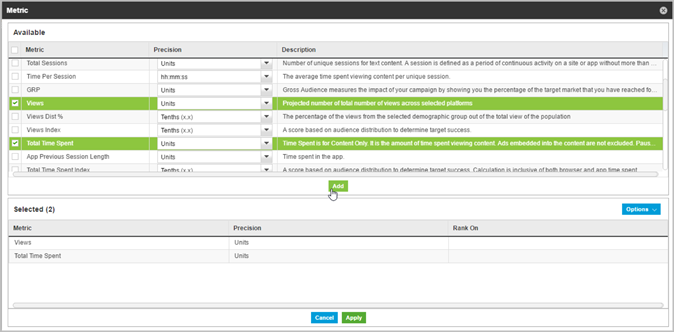 Metric
Available
Metric Precision Description
Total Sessions Units Number of unique sessions for text content. A session is defined as a period of continuous activity on a site or app without more than ...
Time Per Session hh:mm:ss The average time spent viewing content per unique session.
GRP Units Gross Audience measures the impact of your campaign by showing you the percentage of the target market that you have reached fo...
Views Units Projected number of total number of views across selected platforms
Views Dist % Tenths (x.x) The percentage of the views from the selected demographic group out of the total view of the population
Views Index Tenths (x.x) A score based on audience distribution to determine target success.
Total Time Spent Units Time Spent is for Content Only. It is the amount of time spent viewing content. Ads embedded into the content are not excluded. Paus...
App Previous Session Length Units Time spent in the app
Total Time Spent Index Tenths (x.x) A score based on audience distribution to determine target success. Calculation is inclusive of both browser and app time spent
Add
Selected (2)
Options
Metric Precision Rank On
Views Units
Total Time Spent Units
Cancel Apply